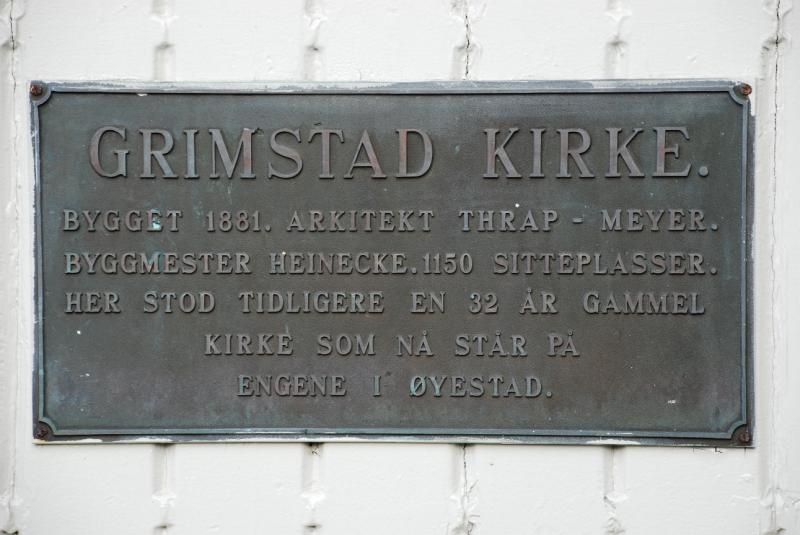 GRIMSTAD KIRKE.
BYGGET 1881. ARKITEKT THRAP - MEYER.
BYGGMESTER HEINECKE. 1150 SITTEPLASSER.
HER STOD TIDLIGERE EN 32 ÅR GAMMEL
KIRKE SOM NÅ STÅR PÅ
ENGENE I ØYESTAD.